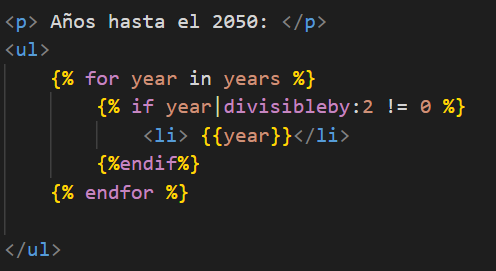 <p> Años hasta el 2050: </p>
<ul>
{% for year in years %}
{% if year|divisibleby:2 != 0 %}
<li> {{year}}</li>
{%endif%}
{% endfor %}
</ul>